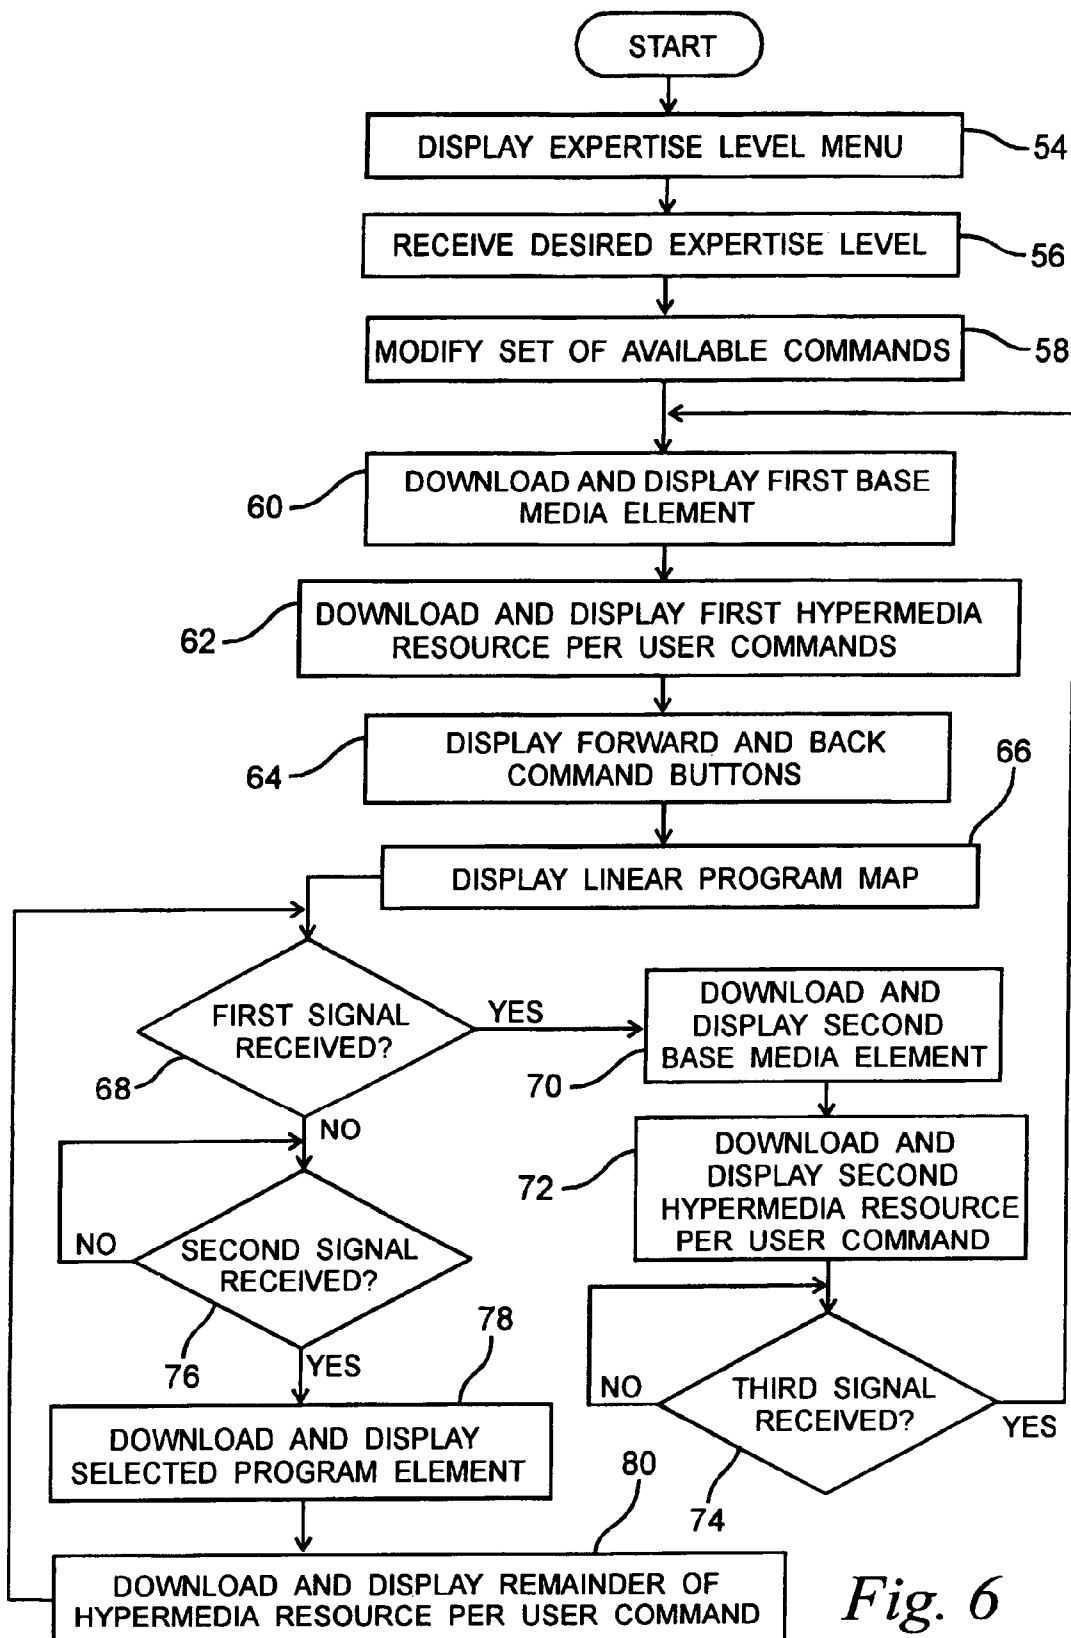 START
DISPLAY EXPERTISE LEVEL MENU
54
RECEIVE DESIRED EXPERTISE LEVEL
56
MODIFY SET OF AVAILABLE COMMANDS
58
DOWNLOAD AND DISPLAY FIRST BASE
MEDIA ELEMENT
60
DOWNLOAD AND DISPLAY FIRST HYPERMEDIA
RESOURCE PER USER COMMANDS
62
DISPLAY FORWARD AND BACK
COMMAND BUTTONS
64
66
DISPLAY LINEAR PROGRAM MAP
FIRST SIGNAL
RECEIVED?
68
YES
NO
DOWNLOAD AND
DISPLAY SECOND
BASE MEDIA ELEMENT
70
DOWNLOAD AND
DISPLAY SECOND
HYPERMEDIA RESOURCE
PER USER COMMAND
72
SECOND SIGNAL
RECEIVED?
NO
76
YES
78
THIRD SIGNAL
RECEIVED?
NO
YES
74
DOWNLOAD AND DISPLAY
SELECTED PROGRAM ELEMENT
80
DOWNLOAD AND DISPLAY REMAINDER OF
HYPERMEDIA RESOURCE PER USER COMMAND
Fig. 6